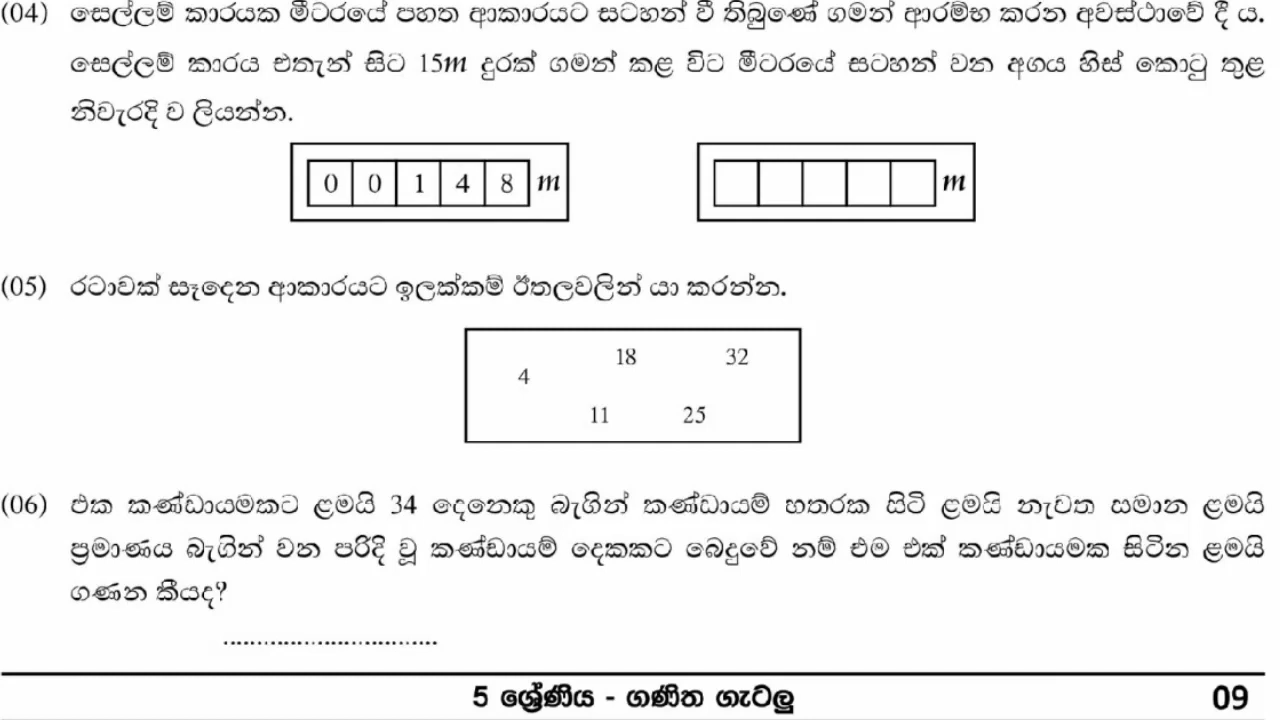 (04) සෙල්ලම් කාරයක මීටරයේ පහත ආකාරයට සටහන් වී තිබුණේ ගමන් ආරම්භ කරන අවස්ථාවේ දී ය.
සෙල්ලම් කාරය එතැන් සිට 15m දුරක් ගමන් කළ විට මීටරයේ සටහන් වන අගය හිස් කොටු තුළ
නිවැරදි ව ලියන්න.
0 0 1 4 8 m m
(05) රටාවක් සෑදෙන ආකාරයට ඉලක්කම් ඊතලවලින් යා කරන්න.
18 32
4
11 25
(06) එක කණ්ඩායමකට ළමයි 34 දෙනෙකු බැගින් කණ්ඩායම් හතරක සිටි ළමයි නැවත සමාන ළමයි
ප්‍රමාණය බැගින් වන පරිදි වූ කණ්ඩායම් දෙකකට බෙදුවේ නම් එම එක් කණ්ඩායමක සිටින ළමයි
ගණන කීයද?
................................
5 ශ්‍රේණිය - ගණිත ගැටලු 09